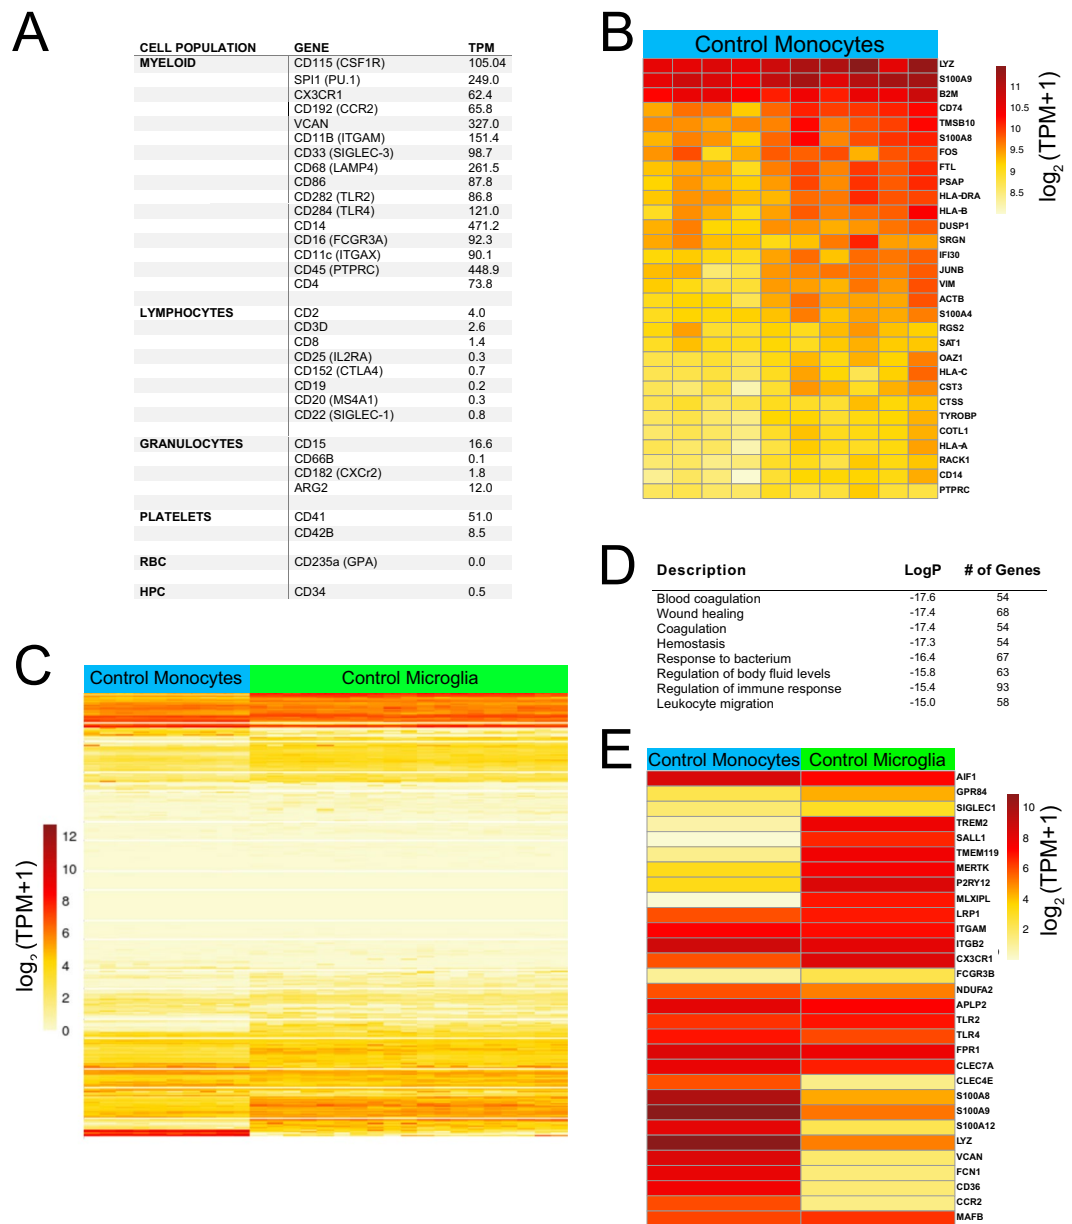 A
CELL POPULATION GENE TPM
MYELOID CD115 (CSF1R) 105.04
SPI1 (PU.1) 249.0
CX3CR1 62.4
CD192 (CCR2) 65.8
VCAN 327.0
CD11B (ITGAM) 151.4
CD33 (SIGLEC-3) 98.7
CD68 (LAMP4) 261.5
CD86 87.8
CD282 (TLR2) 86.8
CD284 (TLR4) 121.0
CD14 471.2
CD16 (FCGR3A) 92.3
CD11c (ITGAX) 90.1
CD45 (PTPRC) 448.9
CD4 73.8
LYMPHOCYTES CD2 4.0
CD3D 2.6
CD8 1.4
CD25 (IL2RA) 0.3
CD152 (CTLA4) 0.7
CD19 0.2
CD20 (MS4A1) 0.3
CD22 (SIGLEC-1) 0.8
GRANULOCYTES CD15 16.6
CD66B 0.1
CD182 (CXCr2) 1.8
ARG2 12.0
PLATELETS CD41 51.0
CD42B 8.5
RBC CD235a (GPA) 0.0
HPC CD34 0.5
B
Control Monocytes
LYZ
S100A9
B2M
CD74
TMSB10
S100A8
FOS
FTL
PSAP
HLA-DRA
HLA-B
DUSP1
SRGN
IFI30
JUNB
VIM
ACTB
S100A4
RGS2
SAT1
OAZ1
HLA-C
CST3
CTSS
TYROBP
COTL1
HLA-A
RACK1
CD14
PTPRC
11
10.5
10
9.5
9
8.5
log2 (TPM+1)
C
Control Monocytes Control Microglia
12
10
8
6
4
2
0
log2 (TPM+1)
D
Description LogP # of Genes
Blood coagulation -17.6 54
Wound healing -17.4 68
Coagulation -17.4 54
Hemostasis -17.3 54
Response to bacterium -16.4 67
Regulation of body fluid levels -15.8 63
Regulation of immune response -15.4 93
Leukocyte migration -15.0 58
E
Control Monocytes Control Microglia
AIF1
GPR84
SIGLEC1
TREM2
SALL1
TMEM119
MERTK
P2RY12
MLXIPL
LRP1
ITGAM
ITGB2
CX3CR1
FCGR3B
NDUFA2
APLP2
TLR2
TLR4
FPR1
CLEC7A
CLEC4E
S100A8
S100A9
S100A12
LYZ
VCAN
FCN1
CD36
CCR2
MAFB
10
8
6
4
2
log2 (TPM+1)